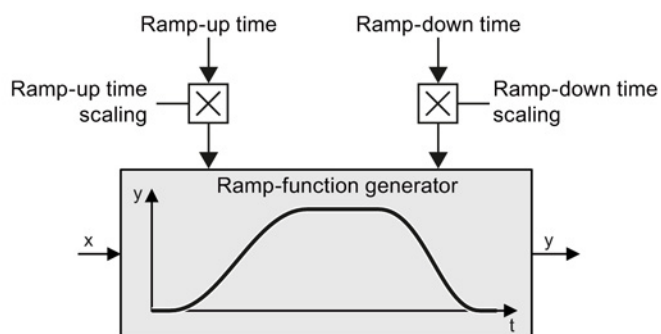 Ramp-up time
Ramp-down time
Ramp-up time
scaling
Ramp-down time
scaling
Ramp-function generator
y
x
y
t